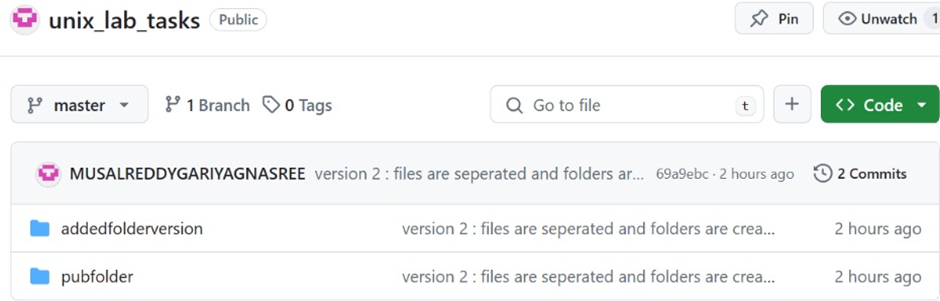 unix_lab_tasks Public Pin Unwatch 1
master 1 Branch 0 Tags Go to file t + Code
MUSALREDDYGARIYAGNASREE version 2 : files are seperated and folders ar... 69a9ebc · 2 hours ago 2 Commits
addedfolderversion version 2 : files are seperated and folders are crea... 2 hours ago
pubfolder version 2 : files are seperated and folders are crea... 2 hours ago